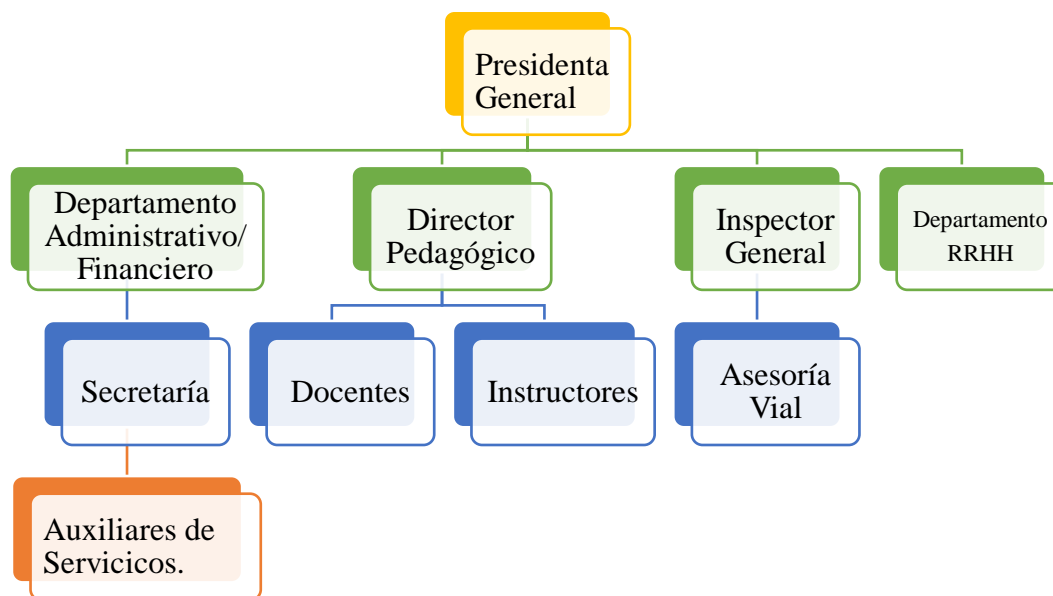 Presidenta
General
Departamento
Administrativo/
Financiero
Director
Pedagógico
Inspector
General
Departamento
RRHH
Secretaría
Docentes
Instructores
Asesoría
Vial
Auxiliares de
Servicicos.